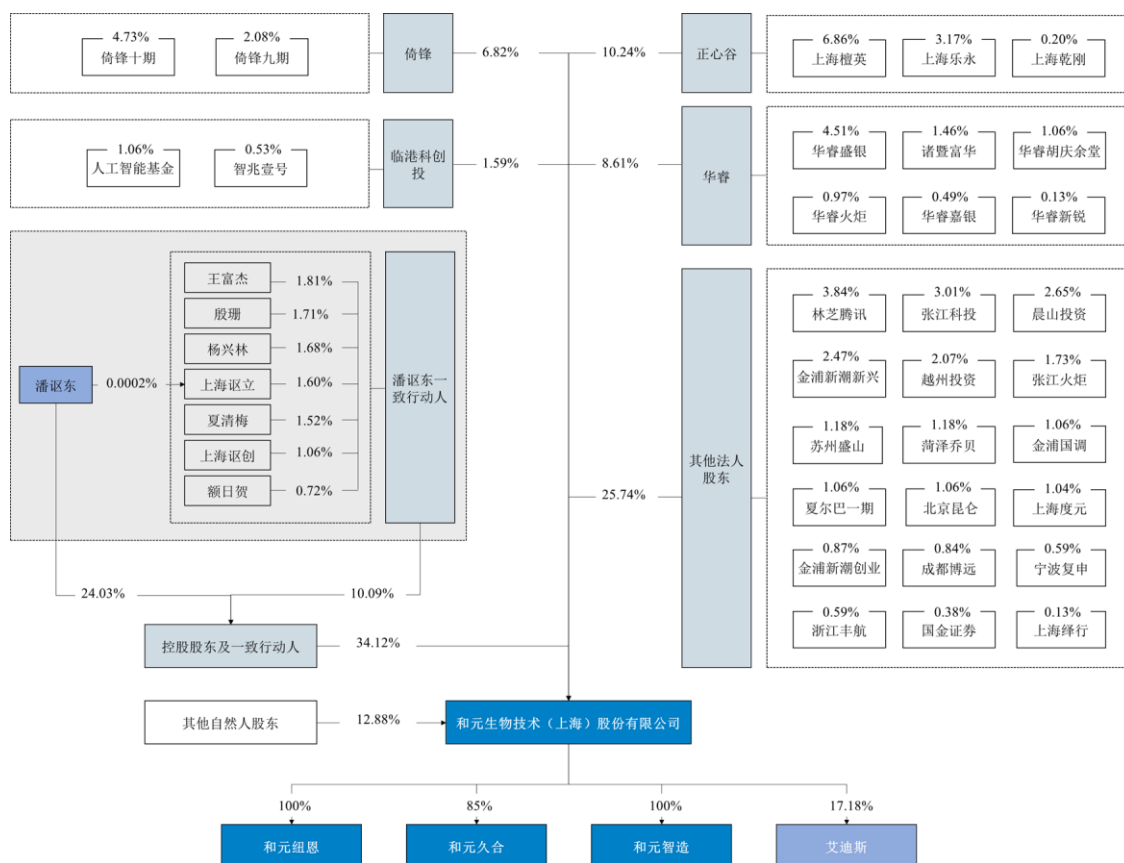 4.73%
倚锋十期
2.08%
倚锋九期
倚锋
6.82%
10.24%
正心谷
6.86%
上海檀英
3.17%
上海乐永
0.20%
上海乾刚
1.06%
人工智能基金
0.53%
智兆壹号
临港科创
投
1.59%
8.61%
华睿
4.51%
华睿盛银
1.46%
诸暨富华
1.06%
华睿胡庆余堂
0.97%
华睿火炬
0.49%
华睿嘉银
0.13%
华睿新锐
潘讴东
0.0002%
王富杰
1.81%
殷珊
1.71%
杨兴林
1.68%
上海讴立
1.60%
夏清梅
1.52%
上海讴创
1.06%
额日贺
0.72%
潘讴东一
致行动人
24.03%
10.09%
控股股东及一致行动人
34.12%
25.74%
其他法人
股东
3.84%
林芝腾讯
3.01%
张江科投
2.65%
晨山投资
2.47%
金浦新潮新兴
2.07%
越州投资
1.73%
张江火炬
1.18%
苏州盛山
1.18%
菏泽乔贝
1.06%
金浦国调
1.06%
夏尔巴一期
1.06%
北京昆仑
1.04%
上海度元
0.87%
金浦新潮创业
0.84%
成都博远
0.59%
宁波复申
0.59%
浙江丰航
0.38%
国金证券
0.13%
上海绎行
其他自然人股东
12.88%
和元生物技术（上海）股份有限公司
100%
和元纽恩
85%
和元久合
100%
和元智造
17.18%
艾迪斯